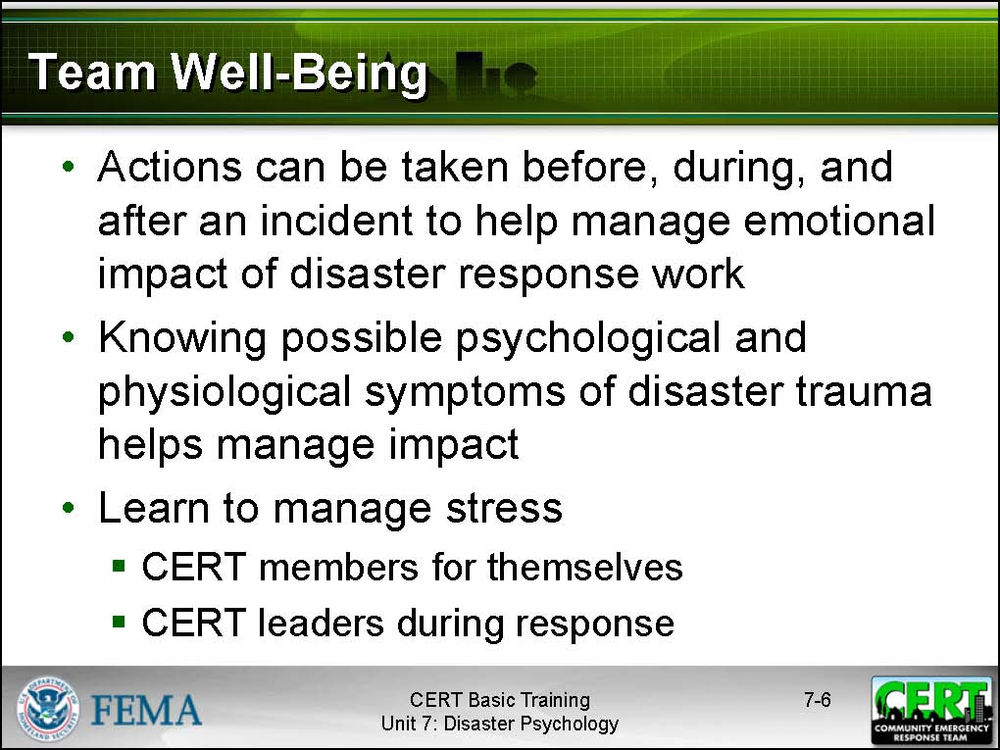 Team Well-Being
• Actions can be taken before, during, and
after an incident to help manage emotional
impact of disaster response work
• Knowing possible psychological and
physiological symptoms of disaster trauma
helps manage impact
• Learn to manage stress
▪ CERT members for themselves
▪ CERT leaders during response
U.S. DEPARTMENT OF
HOMELAND SECURITY
FEMA
CERT Basic Training
Unit 7: Disaster Psychology
7-6
CERT
COMMUNITY EMERGENCY
RESPONSE TEAM